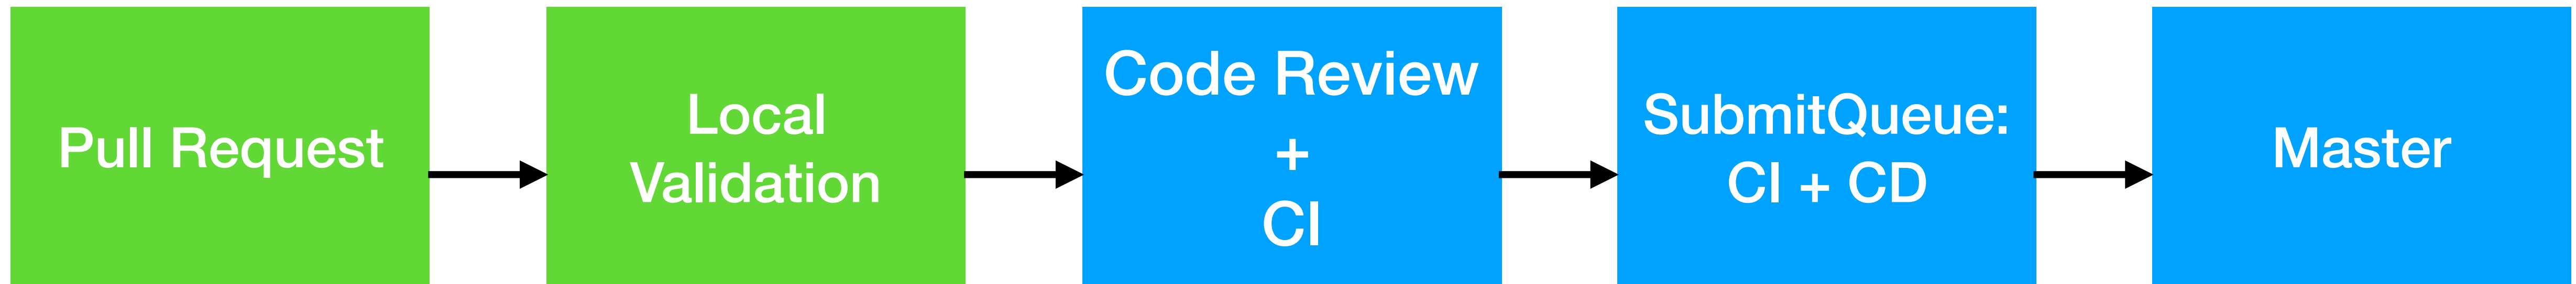 Pull Request
Local
Validation
Code Review
+
CI
SubmitQueue:
CI + CD
Master